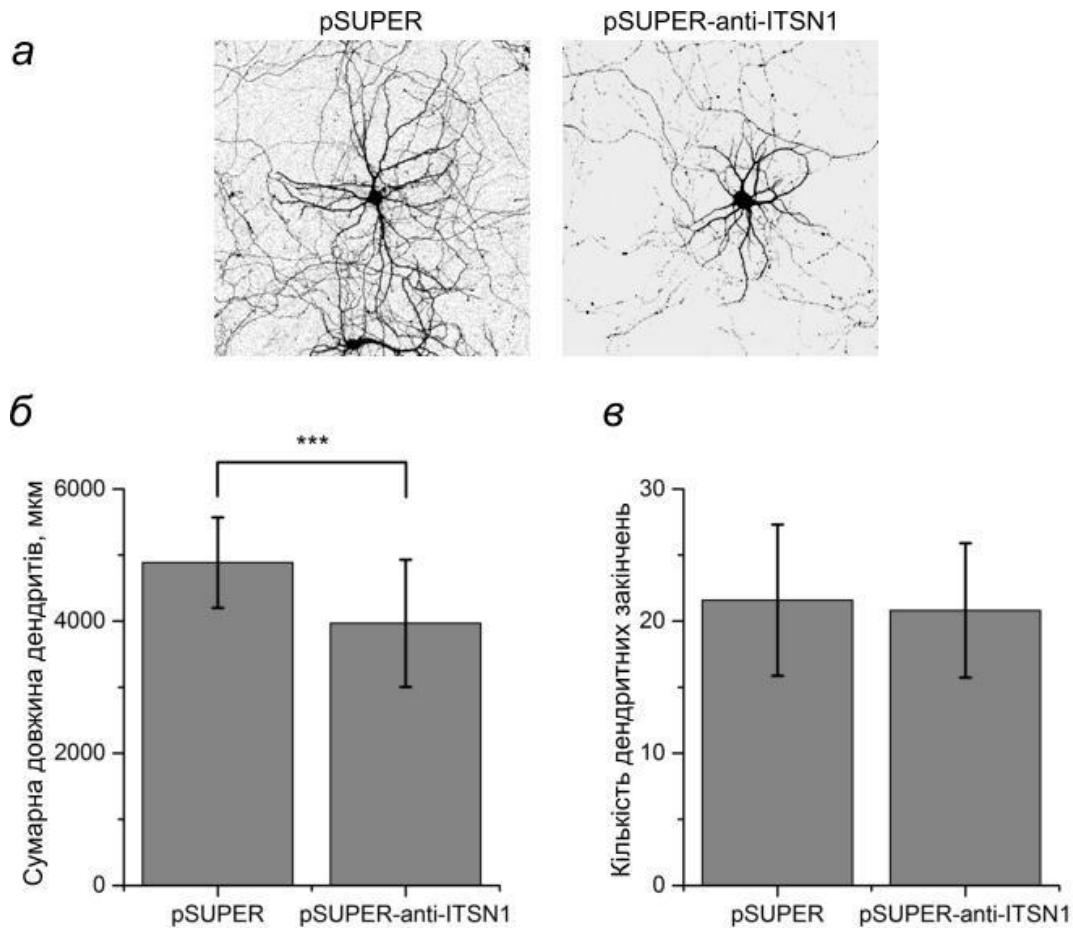 pSUPER
pSUPER-anti-ITSN1
а
б
в
***
Сумарна довжина дендритів, мкм
6000
4000
2000
0
pSUPER
pSUPER-anti-ITSN1
Кількість дендритних закінчень
30
20
10
0
pSUPER
pSUPER-anti-ITSN1